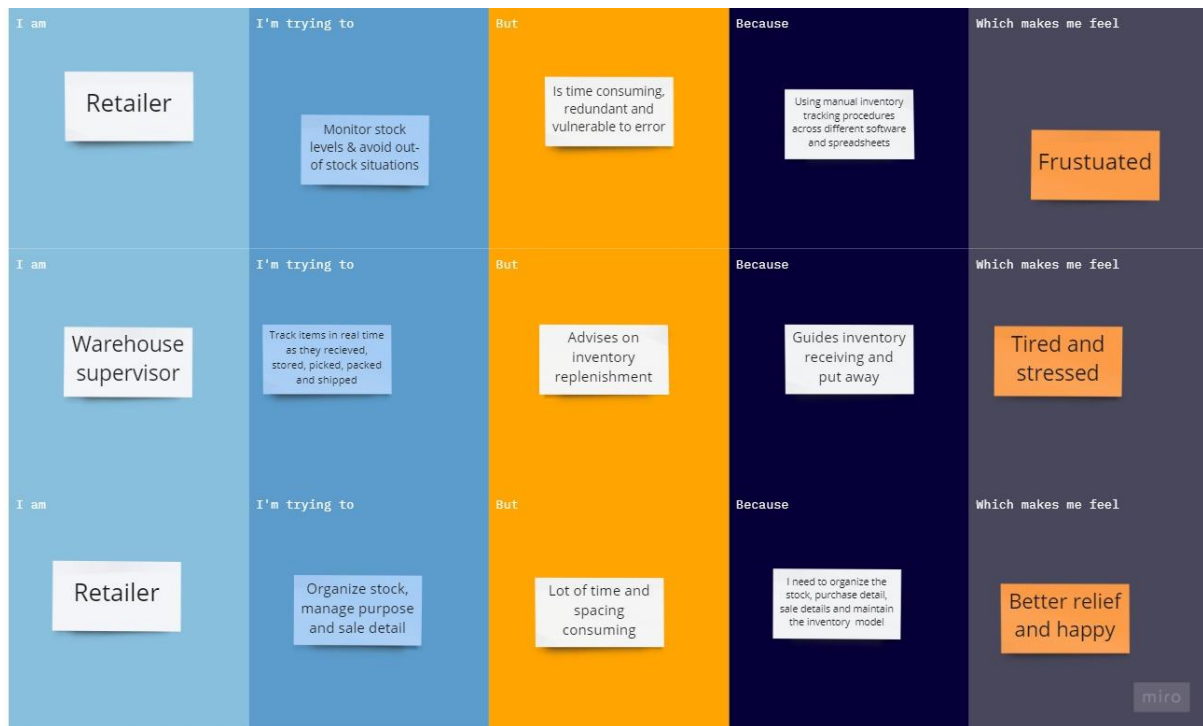 I am
I'm trying to
But
Because
Which makes me feel
Retailer
Monitor stock
levels & avoid out-
of stock situations
Is time consuming,
redundant and
vulnerable to error
Using manual inventory
tracking procedures
across different software
and spreadsheets
Frustuated
I am
I'm trying to
But
Because
Which makes me feel
Warehouse
supervisor
Track items in real time
as they recieved,
stored, picked, packed
and shipped
Advises on
inventory
replenishment
Guides inventory
receiving and
put away
Tired and
stressed
I am
I'm trying to
But
Because
Which makes me feel
Retailer
Organize stock,
manage purpose
and sale detail
Lot of time and
spacing
consuming
I need to organize the
stock, purchase detail,
sale details and maintain
the inventory model
Better relief
and happy
miro